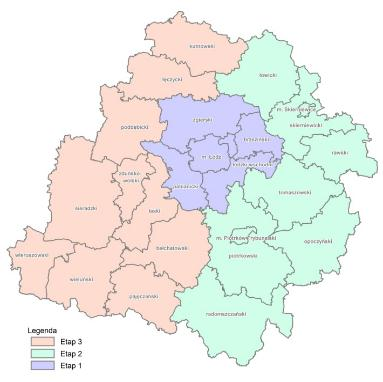 kutnowski
łęczycki
łowicki
m. Skierniewice
zgierski
skierniewicki
poddębicki
brzeziński
rawski
m. Łódź
łódzki wschodni
zduńsko-
wolski
pabianicki
tomaszowski
sieradzki
łaski
m. Piotrków Trybunalski
opoczyński
bełchatowski
piotrkowski
wieruszowski
wieluński
pajęczański
radomszczański
Legenda
Etap 3
Etap 2
Etap 1